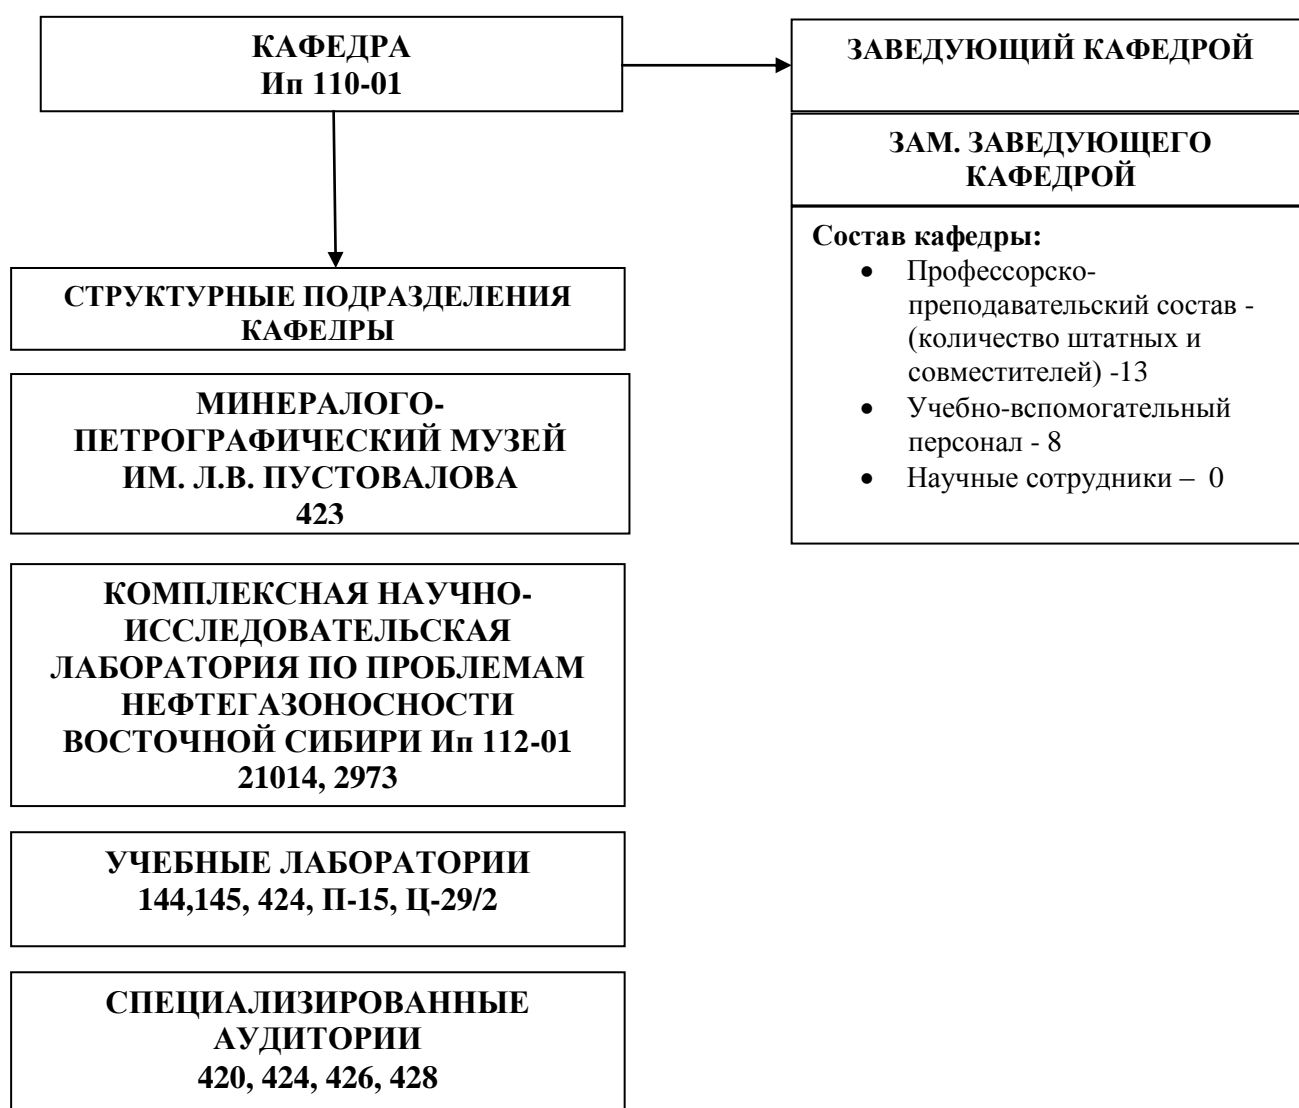 КАФЕДРА
Ип 110-01
ЗАВЕДУЮЩИЙ КАФЕДРОЙ
ЗАМ. ЗАВЕДУЮЩЕГО
КАФЕДРОЙ
Состав кафедры:
• Профессорско-
преподавательский состав -
(количество штатных и
совместителей) -13
• Учебно-вспомогательный
персонал - 8
• Научные сотрудники – 0
СТРУКТУРНЫЕ ПОДРАЗДЕЛЕНИЯ
КАФЕДРЫ
МИНЕРАЛОГО-
ПЕТРОГРАФИЧЕСКИЙ МУЗЕЙ
ИМ. Л.В. ПУСТОВАЛОВА
423
КОМПЛЕКСНАЯ НАУЧНО-
ИССЛЕДОВАТЕЛЬСКАЯ
ЛАБОРАТОРИЯ ПО ПРОБЛЕМАМ
НЕФТЕГАЗОНОСНОСТИ
ВОСТОЧНОЙ СИБИРИ Ип 112-01
21014, 2973
УЧЕБНЫЕ ЛАБОРАТОРИИ
144,145, 424, П-15, Ц-29/2
СПЕЦИАЛИЗИРОВАННЫЕ
АУДИТОРИИ
420, 424, 426, 428